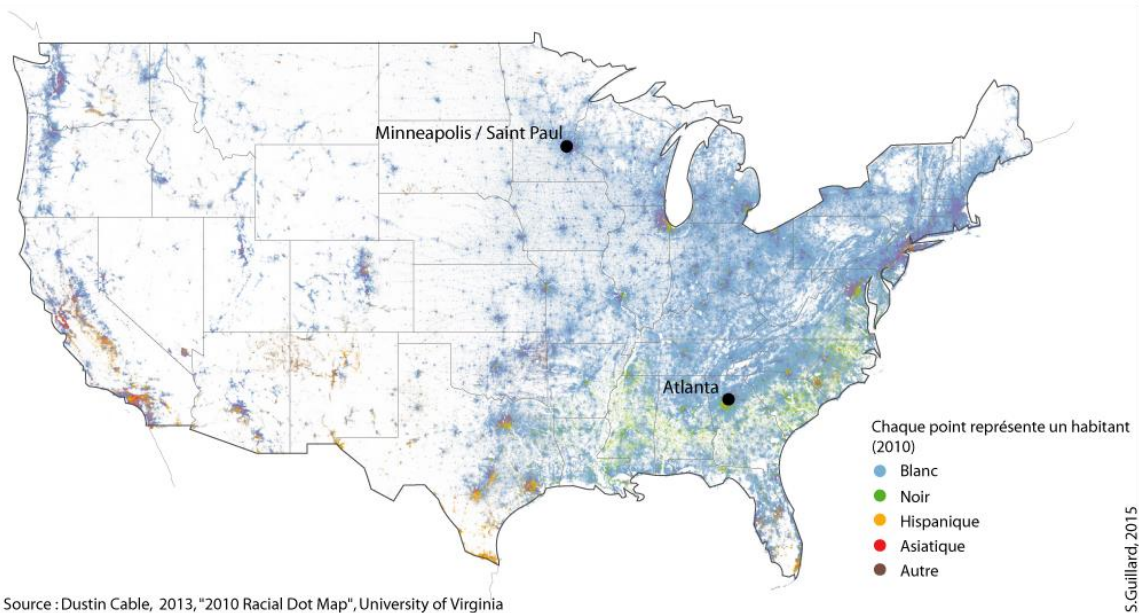 Minneapolis / Saint Paul
Atlanta
Chaque point représente un habitant
(2010)
Blanc
Noir
Hispanique
Asiatique
Autre
S.Guillard, 2015
Source : Dustin Cable, 2013, "2010 Racial Dot Map", University of Virginia